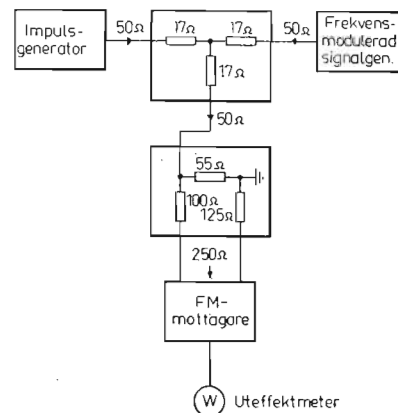 Impuls-
generator
50Ω
17Ω
17Ω
50Ω
Frekvens-
modulerad
signalgen.
17Ω
50Ω
55Ω
100Ω
125Ω
250Ω
FM-
mottagare
W
Uteffektmeter